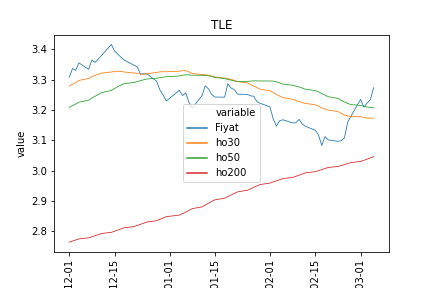 TLE
3.4
3.3
3.2
3.1
3.0
2.9
2.8
value
variable
Fiyat
ho30
ho50
ho200
12-01
12-15
01-01
01-15
02-01
02-15
03-01